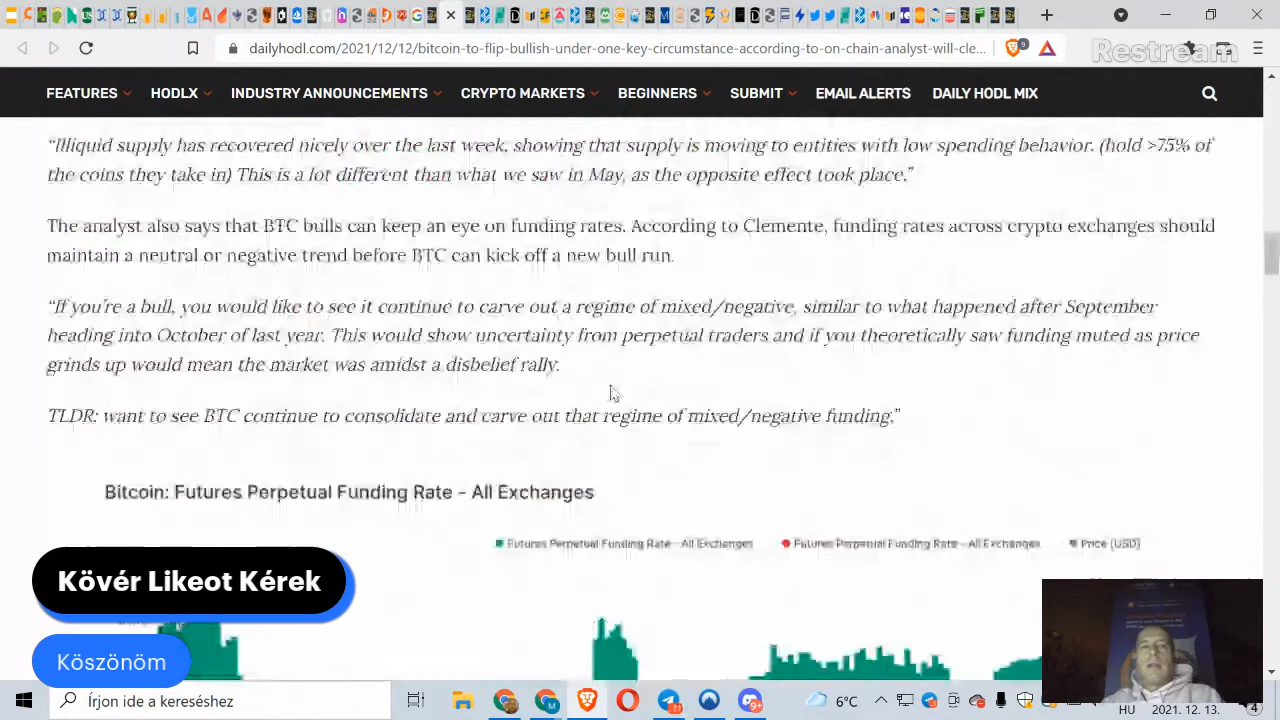 dailyhodl.com/2021/12/12/bitcoin-to-flip-bullish-under-one-key-circumstance-according-to-on-chain-analyst-will-cle...
9
Restream
FEATURES HODLX INDUSTRY ANNOUNCEMENTS CRYPTO MARKETS BEGINNERS SUBMIT EMAIL ALERTS DAILY HODL MIX
“Illiquid supply has recovered nicely over the last week, showing that supply is moving to entities with low spending behavior. (hold >75% of
the coins they take in) This is a lot different than what we saw in May, as the opposite effect took place.”
The analyst also says that BTC bulls can keep an eye on funding rates. According to Clemente, funding rates across crypto exchanges should
maintain a neutral or negative trend before BTC can kick off a new bull run.
“If you’re a bull, you would like to see it continue to carve out a regime of mixed/negative, similar to what happened after September
heading into October of last year. This would show uncertainty from perpetual traders and if you theoretically saw funding muted as price
grinds up would mean the market was amidst a disbelief rally.
TLDR: want to see BTC continue to consolidate and carve out that regime of mixed/negative funding.”
Bitcoin: Futures Perpetual Funding Rate - All Exchanges
Futures Perpetual Funding Rate - All Exchanges Futures Perpetual Funding Rate - All Exchanges Price (USD)
Kövér Likeot Kérek
Köszönöm
Írjon ide a kereséshez
9+
6°C
HU
2021. 12. 13.
4